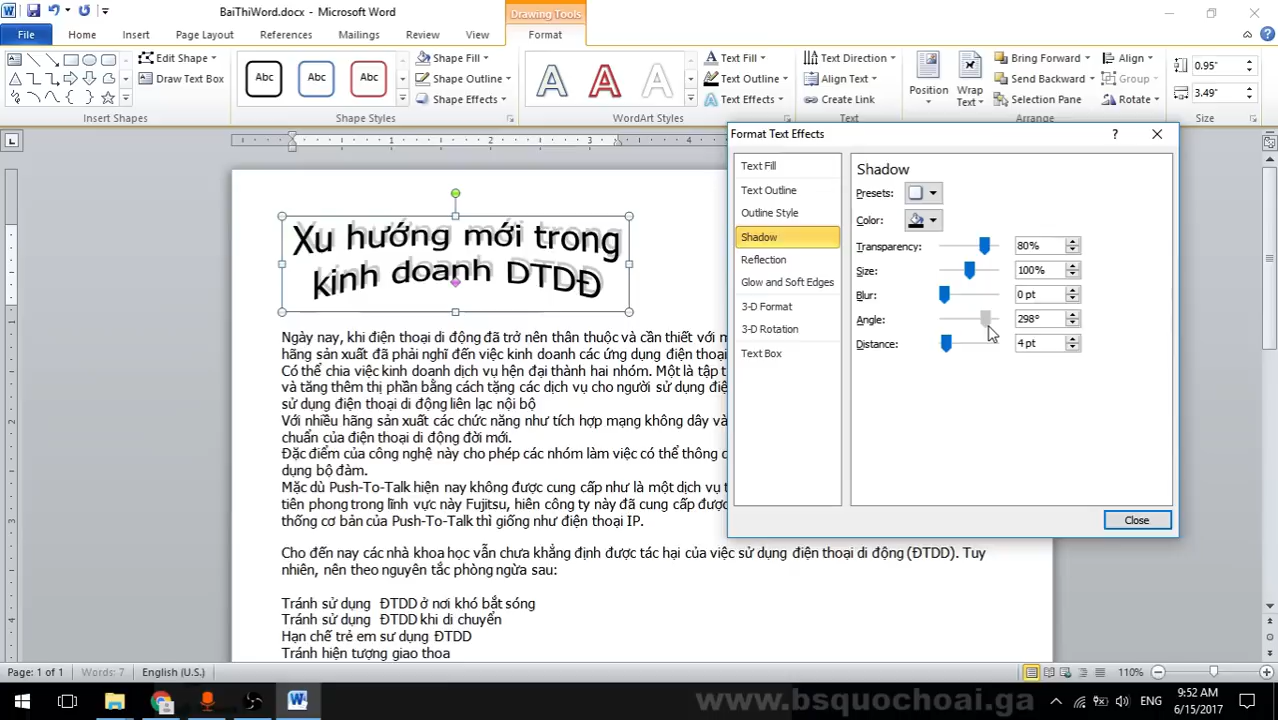 BaiThiWord.docx - Microsoft Word
Drawing Tools
File Home Insert Page Layout References Mailings Review View Format
Edit Shape
Draw Text Box
Insert Shapes
Abc Abc Abc
Shape Fill
Shape Outline
Shape Effects
Shape Styles
A A A
Text Fill
Text Outline
Text Effects
WordArt Styles
Text Direction
Align Text
Create Link
Text
Position
Wrap
Text
Bring Forward
Send Backward
Selection Pane
Align
Group
Rotate
Arrange
0.95"
3.49"
Size
Format Text Effects
Text Fill
Text Outline
Outline Style
Shadow
Reflection
Glow and Soft Edges
3-D Format
3-D Rotation
Text Box
Shadow
Presets:
Color:
Transparency: 80%
Size: 100%
Blur: 0 pt
Angle: 298°
Distance: 4 pt
Close
Xu hướng mới trong
kinh doanh DTDĐ
Ngày nay, khi điện thoại di động đã trở nên thân thuộc và cần thiết với m
hãng sản xuất đã phải nghĩ đến việc kinh doanh các ứng dụng điện thoại
Có thể chia việc kinh doanh dịch vụ hện đại thành hai nhóm. Một là tập t
và tăng thêm thị phần bằng cách tặng các dịch vụ cho người sử dụng điệ
sử dụng điện thoại di động liên lạc nội bộ
Với nhiều hãng sản xuất các chức năng như tích hợp mạng không dây và
chuẩn của điện thoại di động đời mới.
Đặc điểm của công nghệ này cho phép các nhóm làm việc có thể thông c
dụng bộ đàm.
Mặc dù Push-To-Talk hiện nay không được cung cấp như là một dịch vụ t
tiên phong trong lĩnh vực này Fujitsu, hiên công ty này đã cung cấp được
thống cơ bản của Push-To-Talk thì giống như điện thoại IP.
Cho đến nay các nhà khoa học vẫn chưa khẳng định được tác hại của việc sử dụng điện thoại di động (ĐTDD). Tuy
nhiên, nên theo nguyên tắc phòng ngừa sau:
Tránh sử dụng ĐTDD ở nơi khó bắt sóng
Tránh sử dụng ĐTDD khi di chuyển
Hạn chế trẻ em sư dụng ĐTDD
Tránh hiện tượng giao thoa
Page: 1 of 1 Words: 7 English (U.S.) 110%
www.bsquochoai.ga
ENG
9:52 AM
6/15/2017